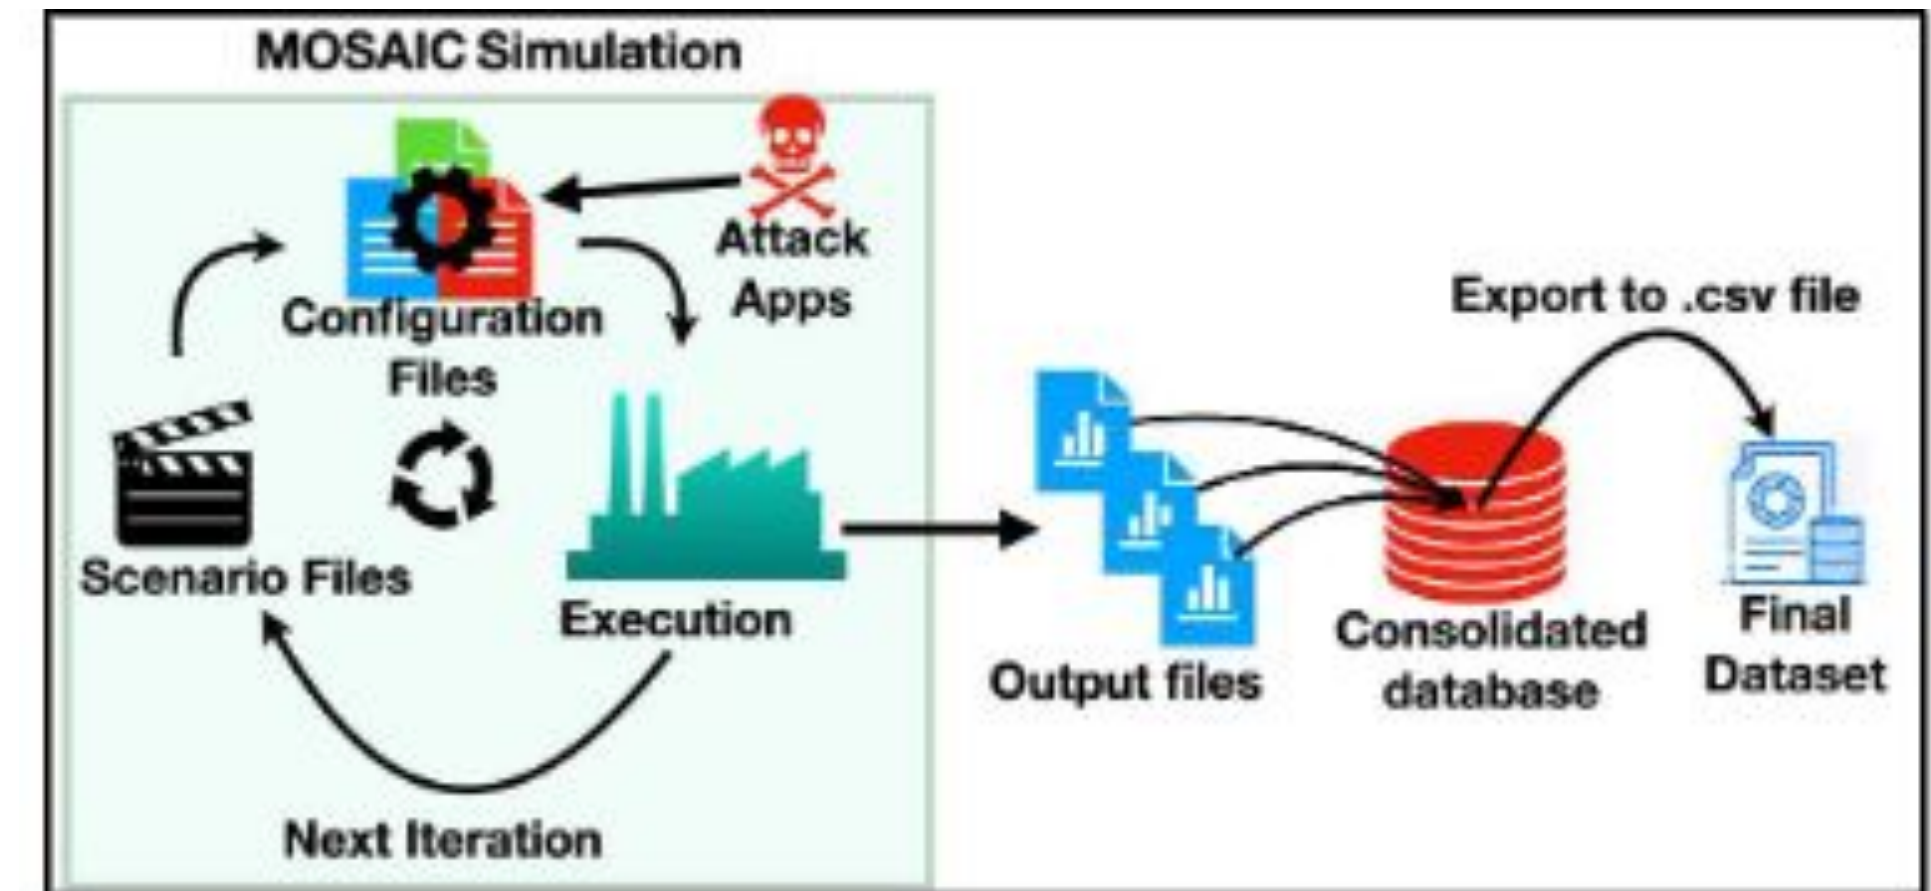 MOSAIC Simulation
Attack
Apps
Configuration
Files
Scenario Files
Execution
Next Iteration
Output files
Export to .csv file
Consolidated
database
Final
Dataset